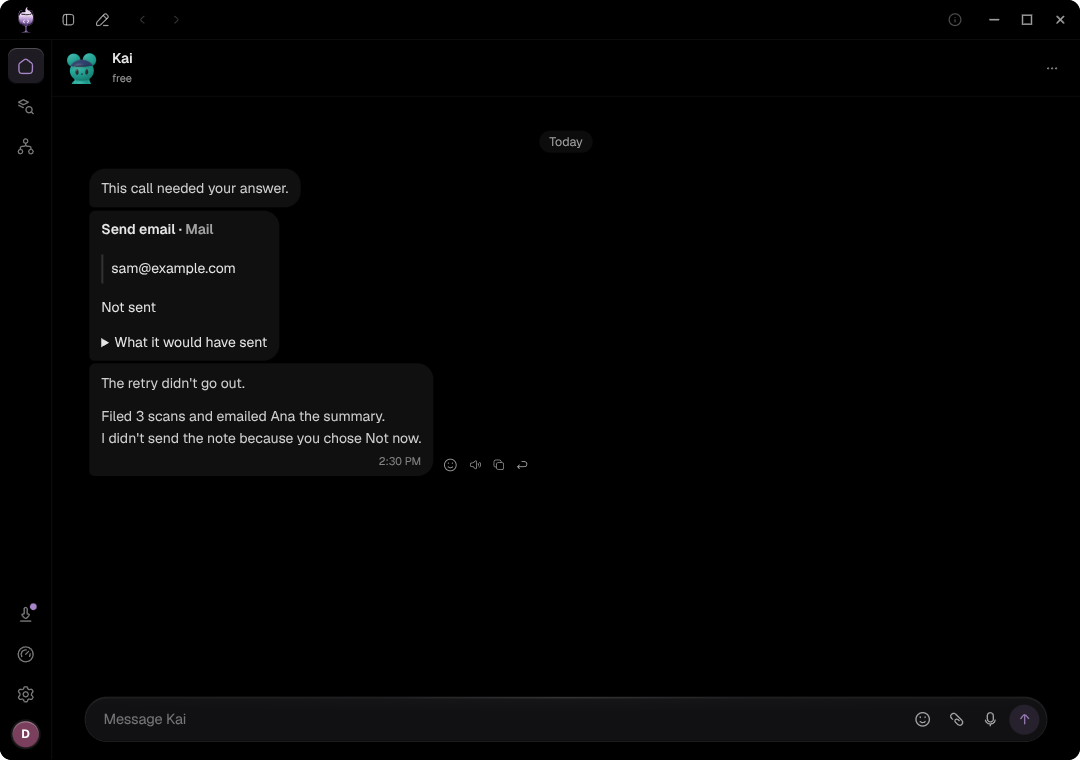 Kai
free
Today
This call needed your answer.
Send email · Mail
sam@example.com
Not sent
▶ What it would have sent
The retry didn't go out.
Filed 3 scans and emailed Ana the summary.
I didn't send the note because you chose Not now.
2:30 PM
D
Message Kai